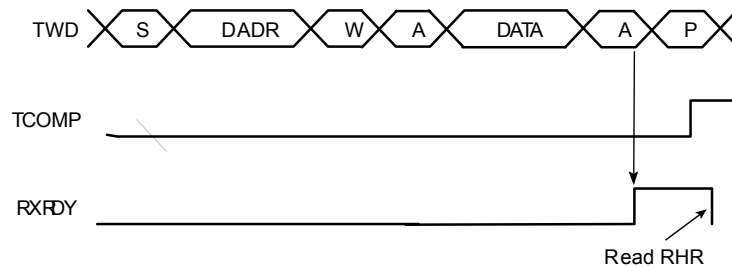 TWD S DADR W A DATA A P
TCOMP
RXRDY
Read RHR